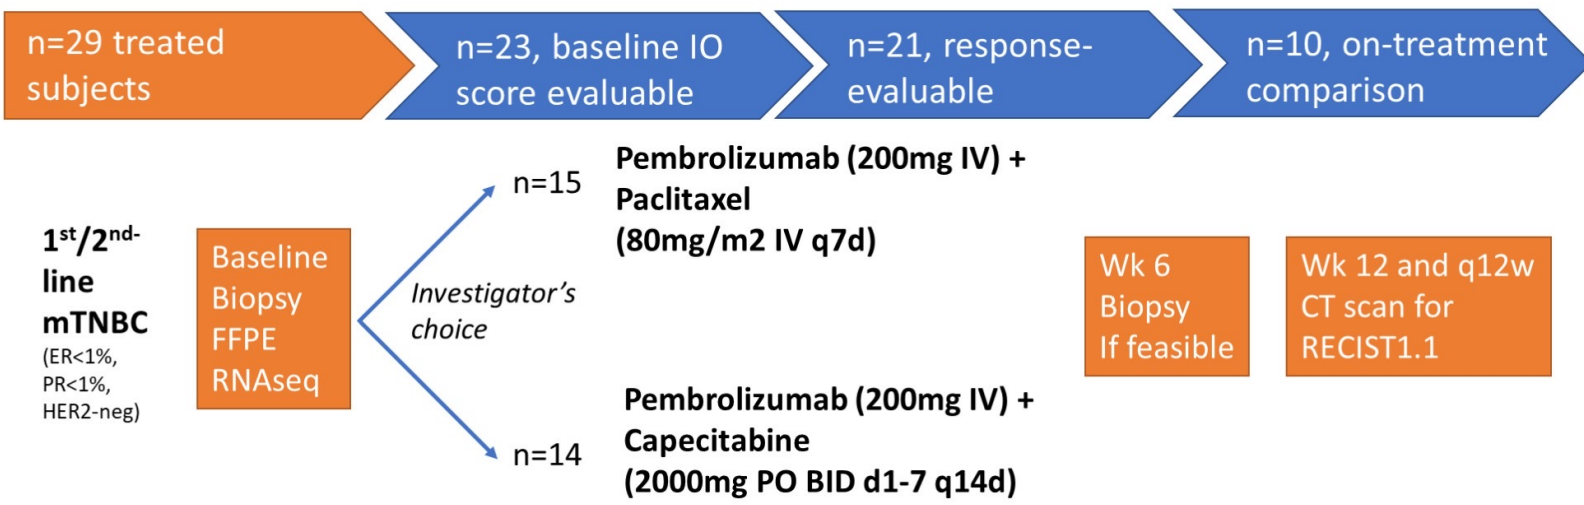 n=29 treated
subjects
n=23, baseline IO
score evaluable
n=21, response-
evaluable
n=10, on-treatment
comparison
1st/2nd-
line
mTNBC
(ER<1%,
PR<1%,
HER2-neg)
Baseline
Biopsy
FFPE
RNAseq
Investigator’s
choice
n=15
Pembrolizumab (200mg IV) +
Paclitaxel
(80mg/m2 IV q7d)
n=14
Pembrolizumab (200mg IV) +
Capecitabine
(2000mg PO BID d1-7 q14d)
Wk 6
Biopsy
If feasible
Wk 12 and q12w
CT scan for
RECIST1.1